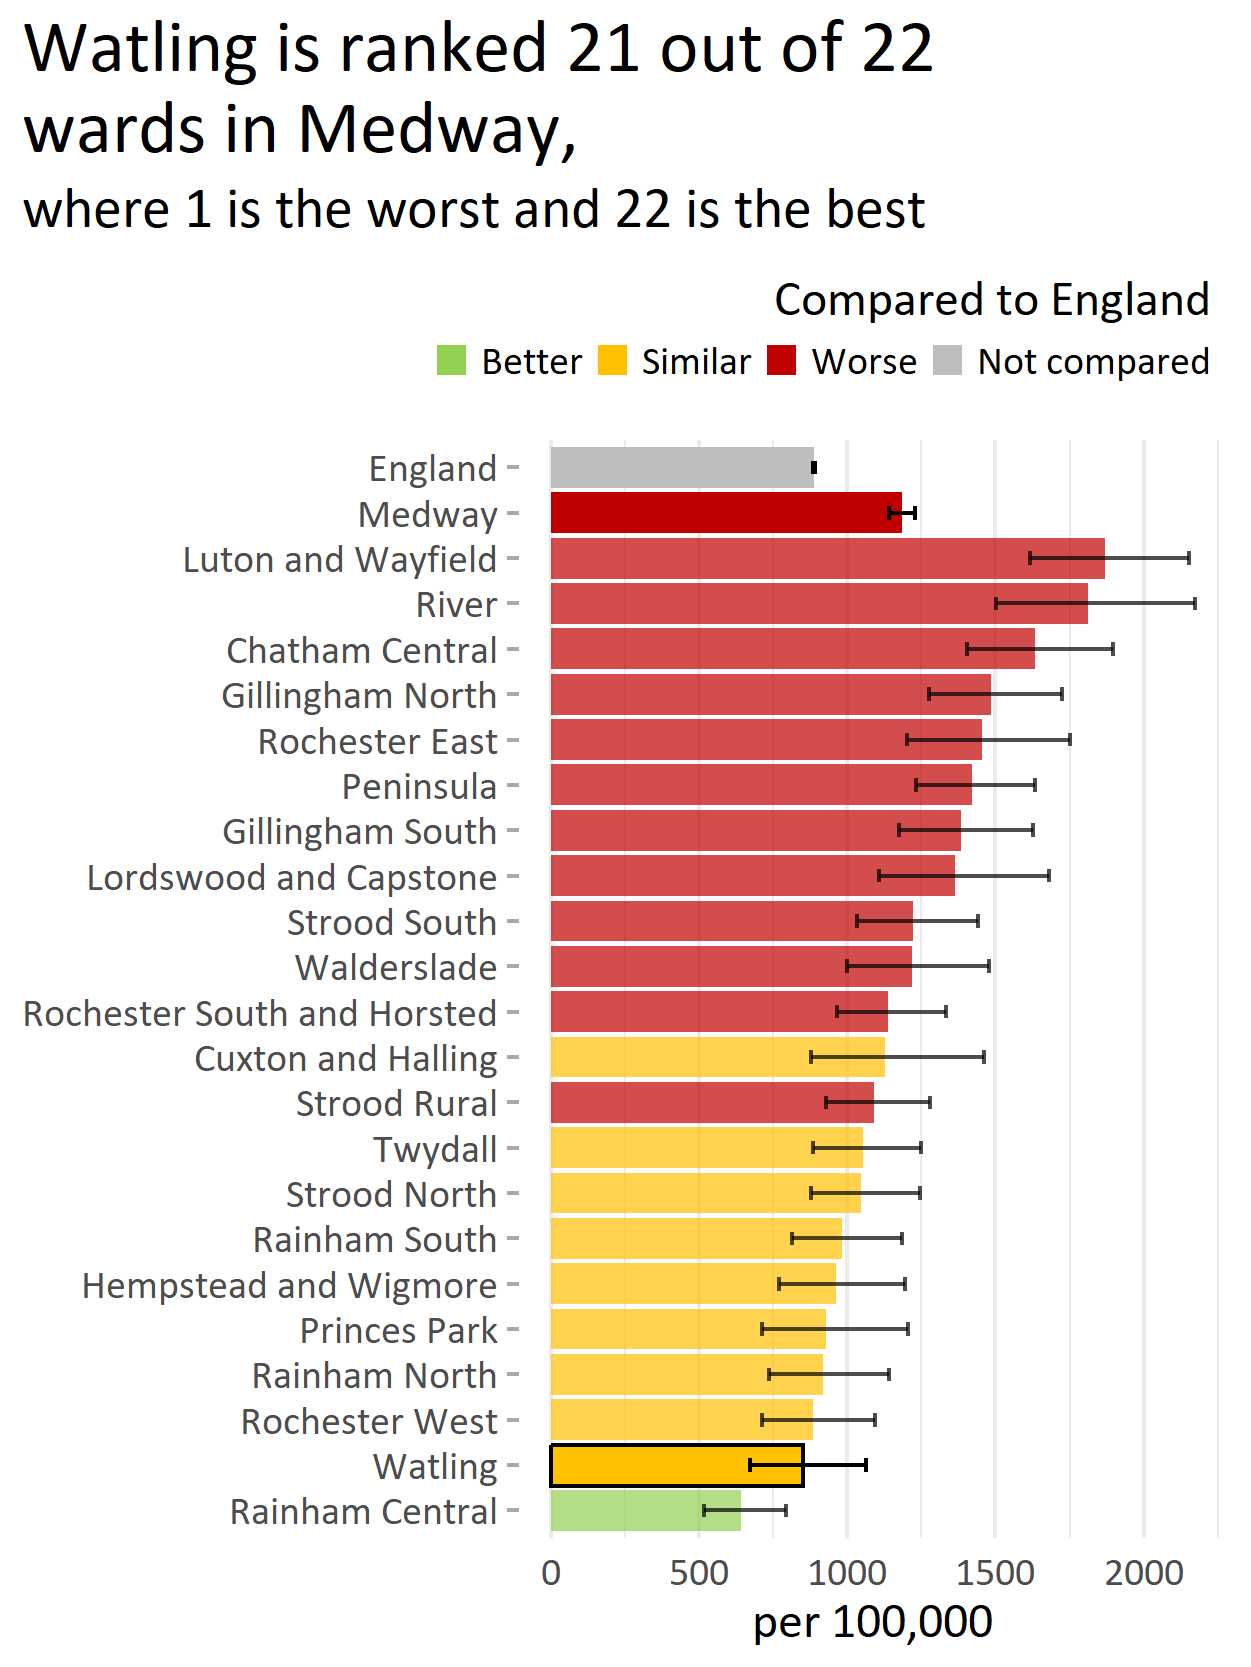 Watling is ranked 21 out of 22
wards in Medway,
where 1 is the worst and 22 is the best
Compared to England
Better Similar Worse Not compared
England
Medway
Luton and Wayfield
River
Chatham Central
Gillingham North
Rochester East
Peninsula
Gillingham South
Lordswood and Capstone
Strood South
Walderslade
Rochester South and Horsted
Cuxton and Halling
Strood Rural
Twydall
Strood North
Rainham South
Hempstead and Wigmore
Princes Park
Rainham North
Rochester West
Watling
Rainham Central
0 500 1000 1500 2000
per 100,000